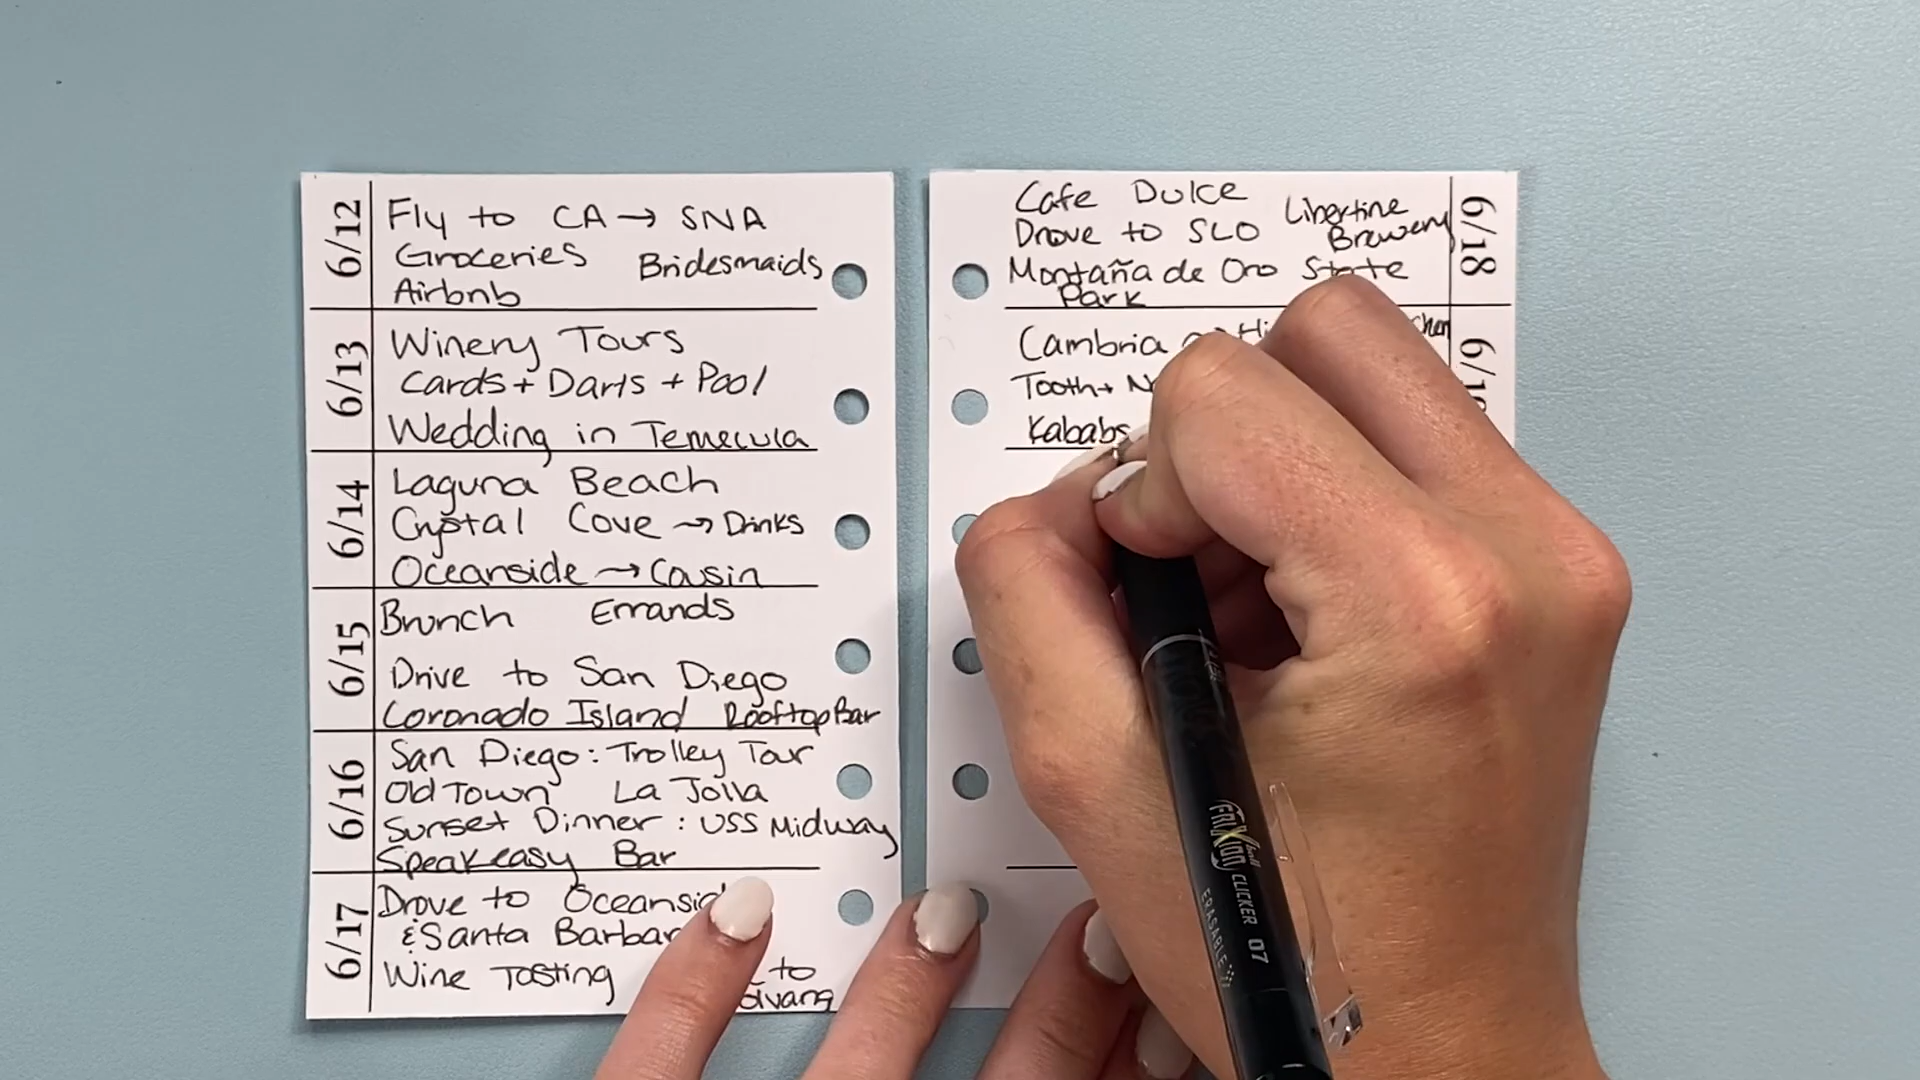 6/12
Fly to CA → SNA
Groceries Bridesmaids
Airbnb
6/13
Winery Tours
Cards + Darts + Pool
Wedding in Temecula
6/14
Laguna Beach
Crystal Cove → Drinks
Oceanside → Cousin
6/15
Brunch Errands
Drive to San Diego
Coronado Island Rooftop Bar
6/16
San Diego: Trolley Tour
Old Town La Jolla
Sunset Dinner: USS Midway
Speakeasy Bar
6/17
Drove to
& Santa
Wine Tasting to
6/18
Cafe Dulce
Drove to SLO Libertine
Brewery
Montaña de Oro State
Park
Cambria
Tooth +
Kababs
FRIXION ball CLICKER 07
ERASABLE